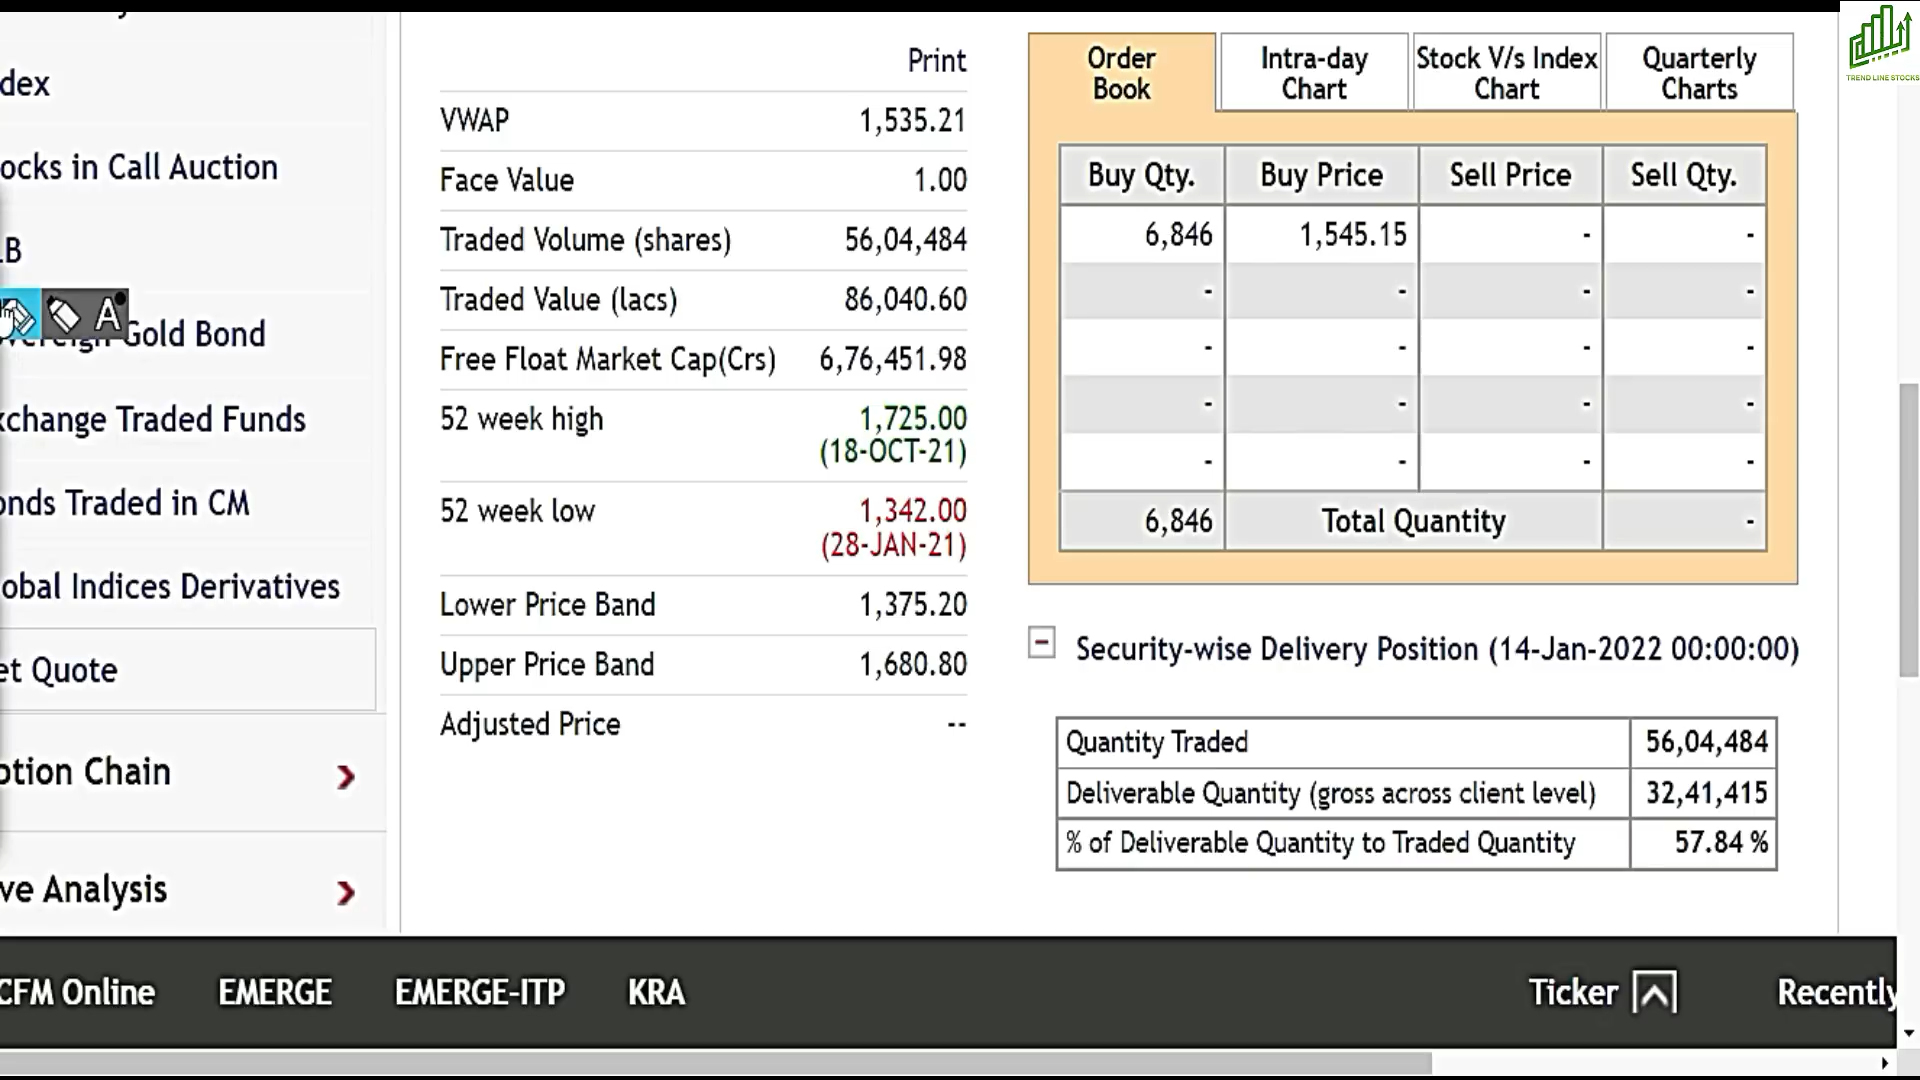 dex
ocks in Call Auction
LB
overeign Gold Bond
xchange Traded Funds
onds Traded in CM
obal Indices Derivatives
et Quote
ption Chain
ve Analysis
A
Print
VWAP 1,535.21
Face Value 1.00
Traded Volume (shares) 56,04,484
Traded Value (lacs) 86,040.60
Free Float Market Cap(Crs) 6,76,451.98
52 week high 1,725.00
(18-OCT-21)
52 week low 1,342.00
(28-JAN-21)
Lower Price Band 1,375.20
Upper Price Band 1,680.80
Adjusted Price --
Order Book
Intra-day Chart
Stock V/s Index Chart
Quarterly Charts
Buy Qty. Buy Price Sell Price Sell Qty.
6,846 1,545.15 - -
- - - -
- - - -
- - - -
- - - -
6,846 Total Quantity -
Security-wise Delivery Position (14-Jan-2022 00:00:00)
Quantity Traded 56,04,484
Deliverable Quantity (gross across client level) 32,41,415
% of Deliverable Quantity to Traded Quantity 57.84 %
TREND LINE STOCKS
CFM Online EMERGE EMERGE-ITP KRA Ticker Recently